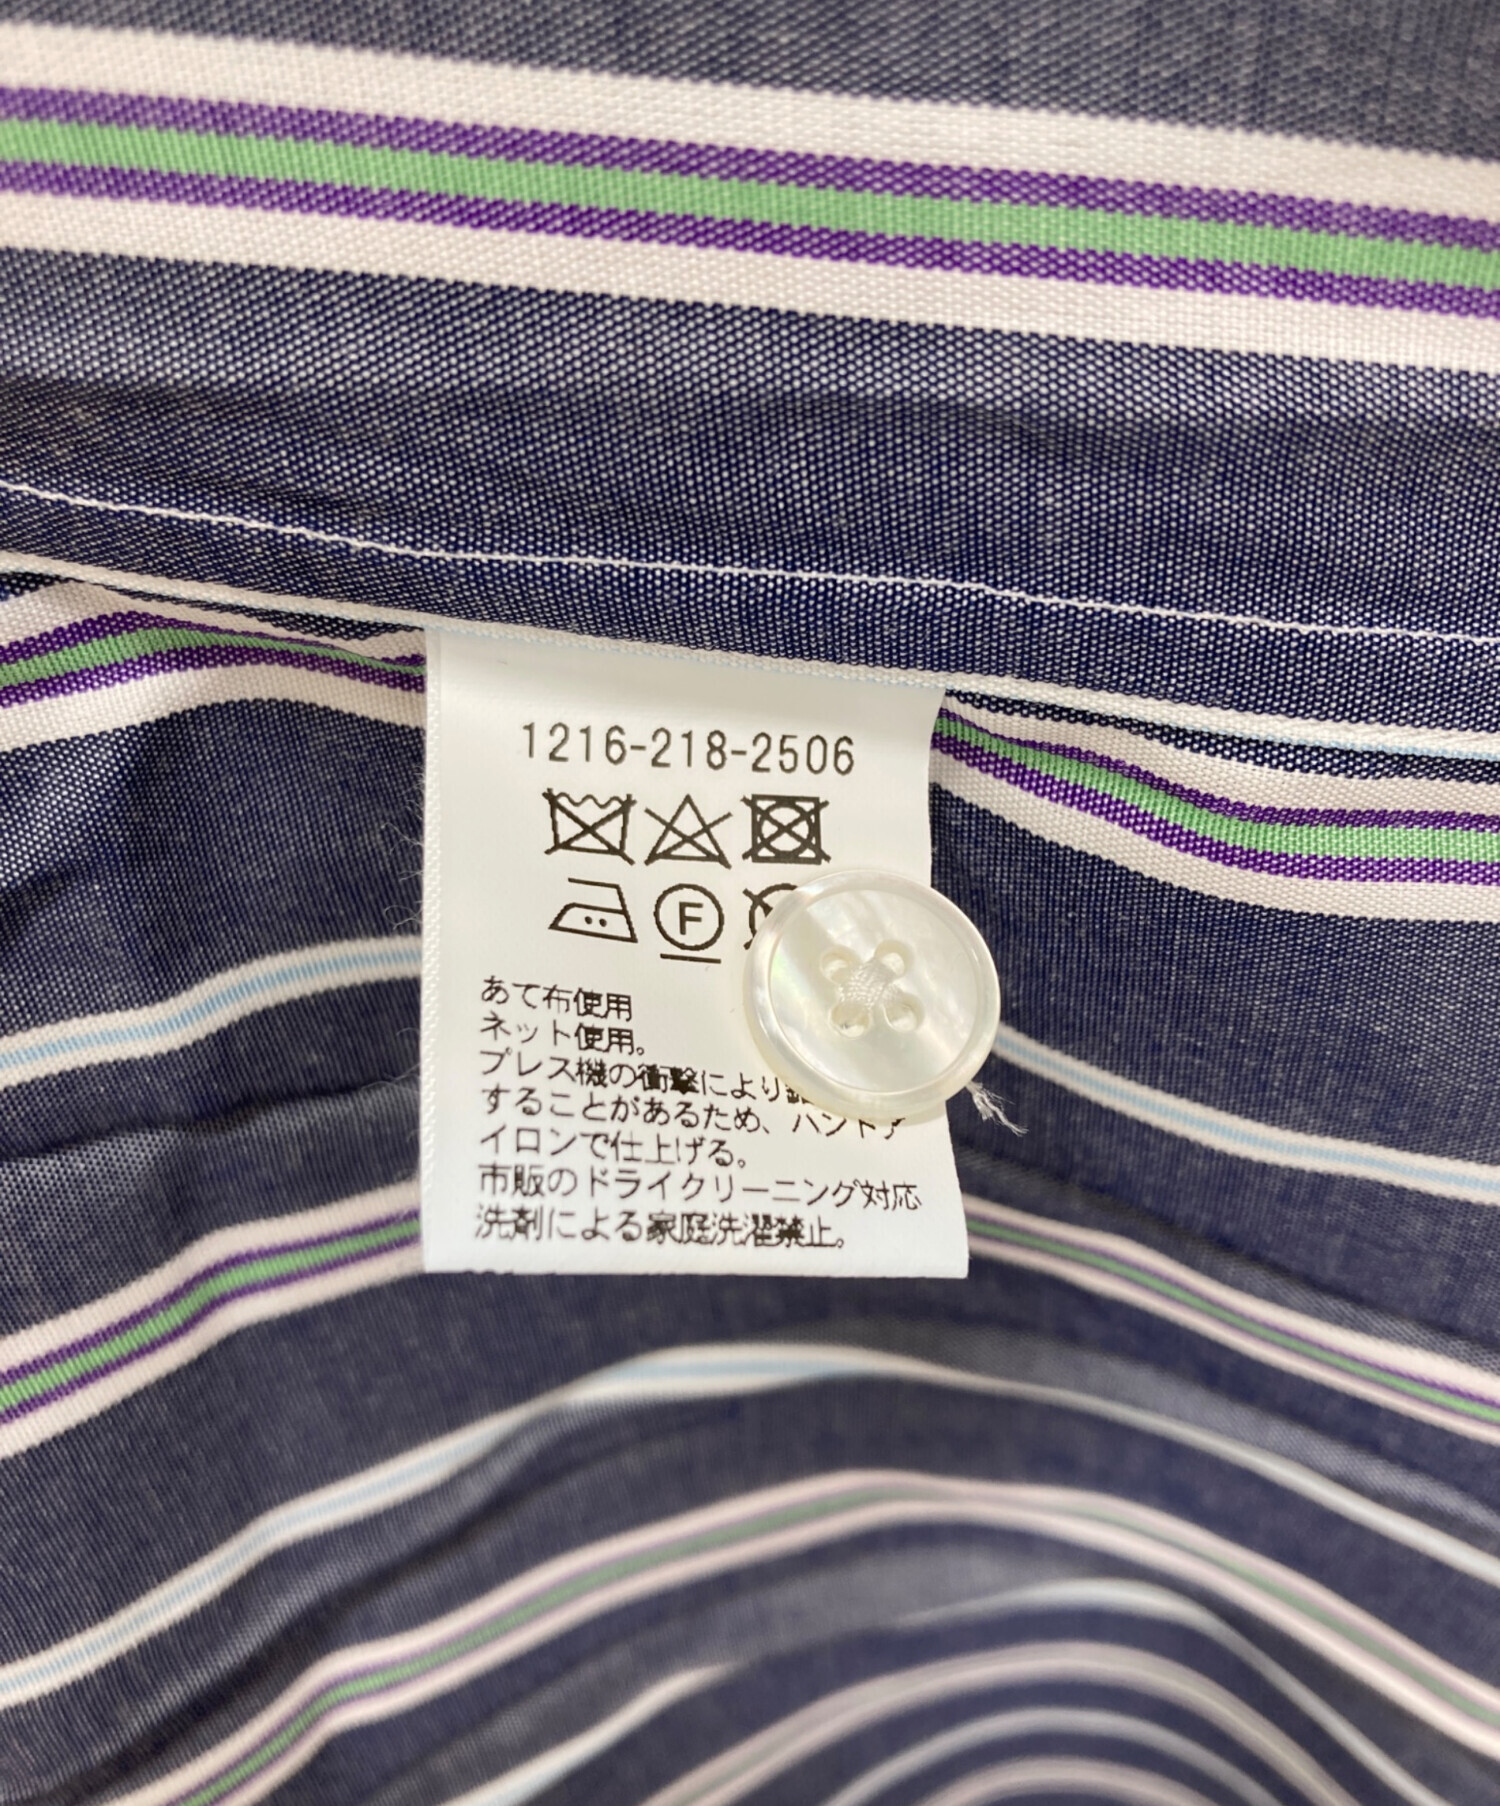 1216-218-2506
F
あて布使用
ネット使用。
プレス機の衝撃により
することがあるため、ハンドア
イロンで仕上げる。
市販のドライクリーニング対応
洗剤による家庭洗濯禁止。